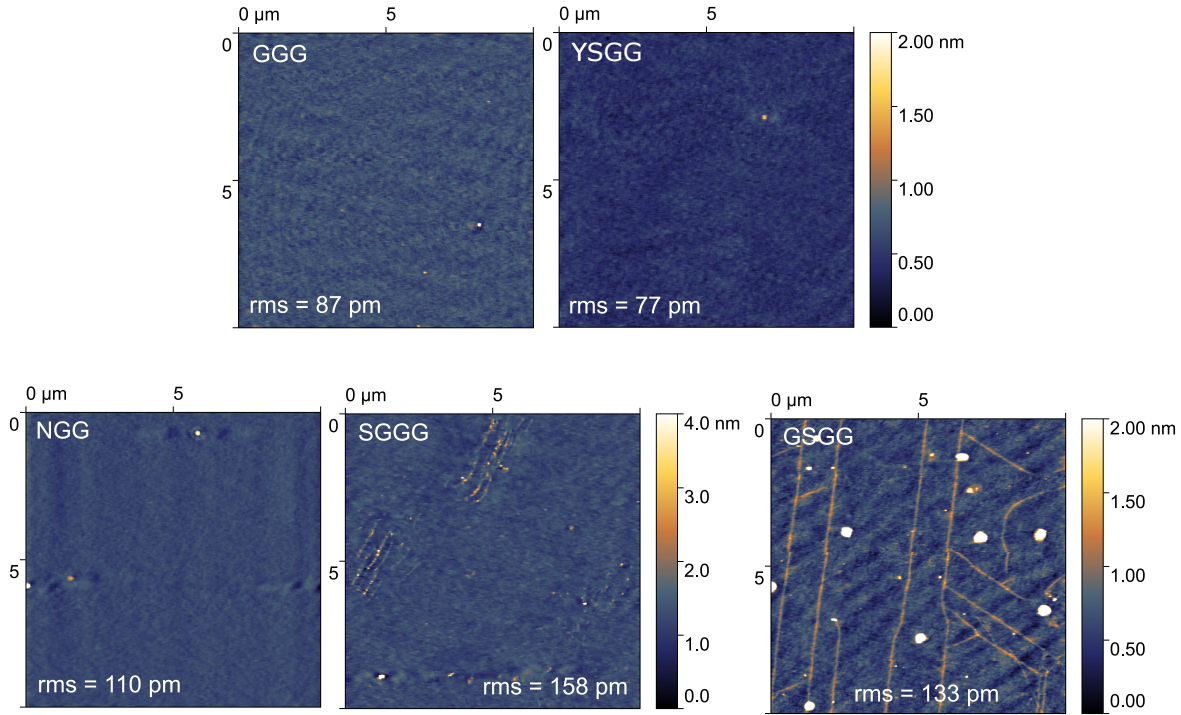 0 µm 5
0
5
GGG
rms = 87 pm
0 µm 5
0
5
YSGG
rms = 77 pm
2.00 nm
1.50
1.00
0.50
0.00
0 µm 5
0
5
NGG
rms = 110 pm
0 µm 5
0
5
SGGG
rms = 158 pm
4.0 nm
3.0
2.0
1.0
0.0
0 µm 5
0
5
GSGG
rms = 133 pm
2.00 nm
1.50
1.00
0.50
0.00